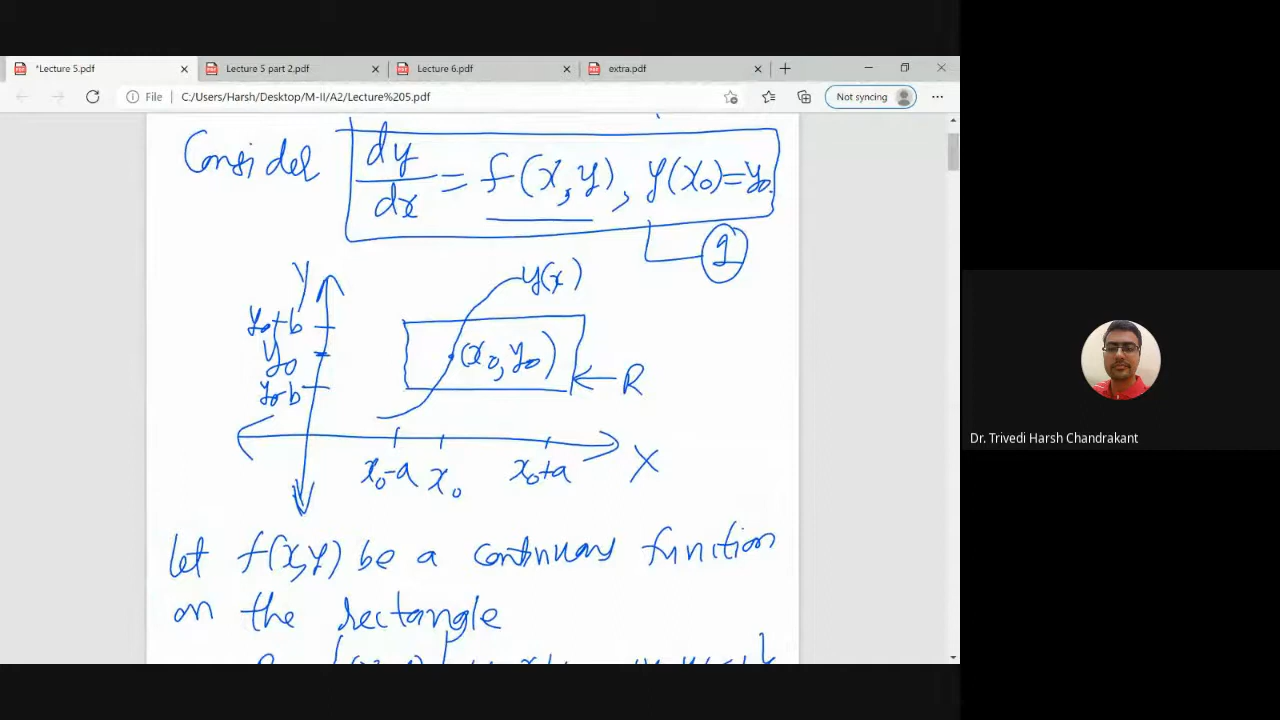 *Lecture 5.pdf
Lecture 5 part 2.pdf
Lecture 6.pdf
extra.pdf
File C:/Users/Harsh/Desktop/M-II/A2/Lecture%205.pdf
Not syncing
Consider dy/dx = f(x,y), y(x₀)=y₀.
1
Y
y(x)
y₀+b
y₀
(x₀,y₀)
y₀-b
R
x₀-a x₀ x₀+a X
let f(x,y) be a continuous function
on the rectangle
Dr. Trivedi Harsh Chandrakant